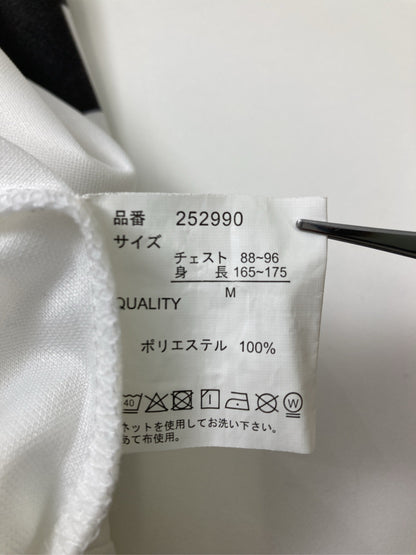 品番 252990
サイズ
チェスト 88~96
身 長 165~175
M
QUALITY
ポリエステル 100%
40 W
ネットを使用してお洗い下さい。
あて布使用。